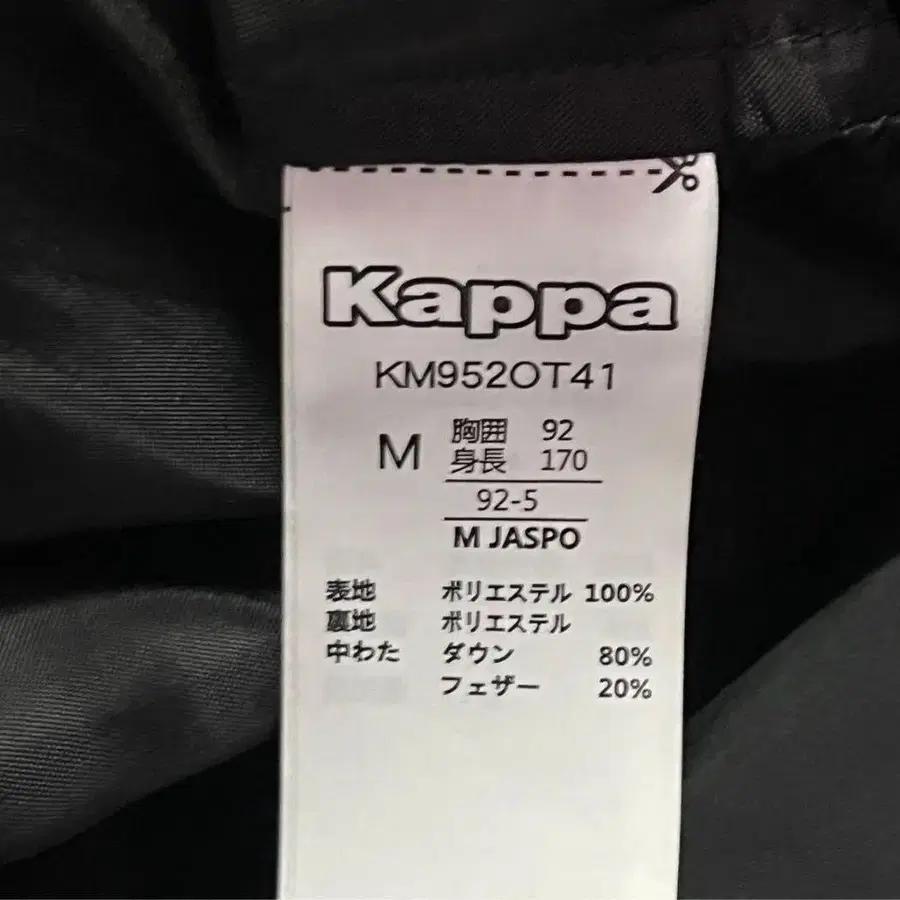 Kappa
KM952OT41
M
胸囲 92
身長 170
92-5
M JASPO
表地 ポリエステル 100%
裏地 ポリエステル
中わた ダウン 80%
フェザー 20%